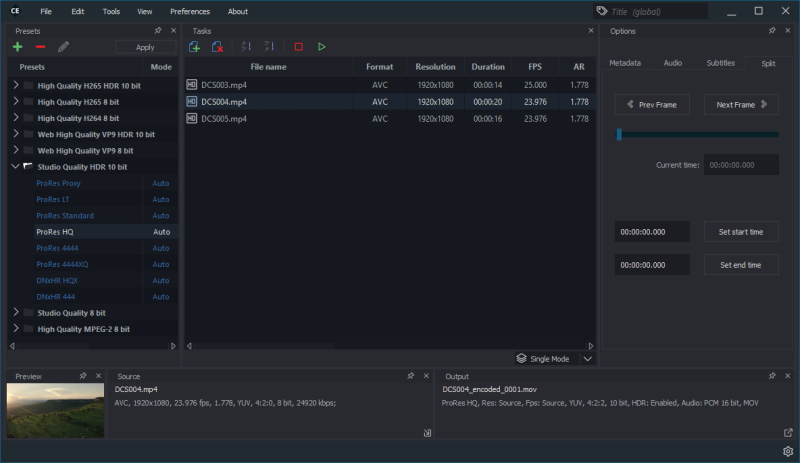 CE File Edit Tools View Preferences About Title (global)
Presets
Apply
Presets Mode
High Quality H265 HDR 10 bit
High Quality H265 8 bit
High Quality H264 8 bit
Web High Quality VP9 HDR 10 bit
Web High Quality VP9 8 bit
Studio Quality HDR 10 bit
ProRes Proxy Auto
ProRes LT Auto
ProRes Standard Auto
ProRes HQ Auto
ProRes 4444 Auto
ProRes 4444XQ Auto
DNxHR HQX Auto
DNxHR 444 Auto
Studio Quality 8 bit
High Quality MPEG-2 8 bit
Tasks
File name Format Resolution Duration FPS AR
HD DCS003.mp4 AVC 1920x1080 00:00:14 25.000 1.778
HD DCS004.mp4 AVC 1920x1080 00:00:20 23.976 1.778
HD DCS005.mp4 AVC 1920x1080 00:00:16 23.976 1.778
Single Mode
Options
Metadata Audio Subtitles Split
Prev Frame Next Frame
Current time: 00:00:00.000
00:00:00.000 Set start time
00:00:00.000 Set end time
Preview
Source
DCS004.mp4
AVC, 1920x1080, 23.976 fps, 1.778, YUV, 4:2:0, 8 bit, 24920 kbps;
Output
DCS004_encoded_0001.mov
ProRes HQ, Res: Source, Fps: Source, YUV, 4:2:2, 10 bit, HDR: Enabled, Audio: PCM 16 bit, MOV